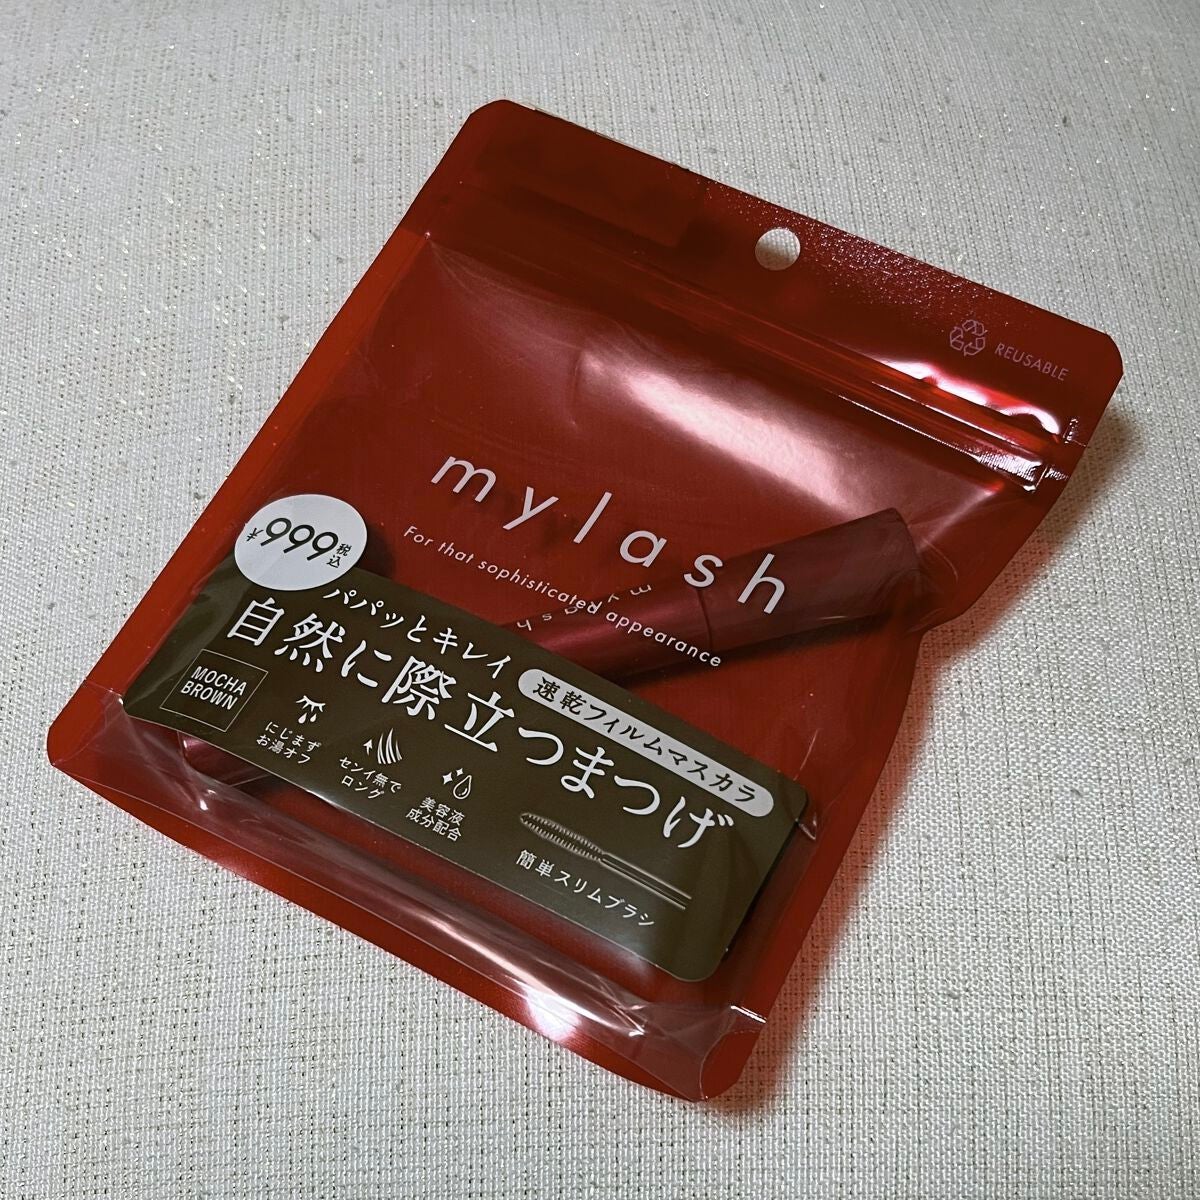 REUSABLE
mylash
For that sophisticated appearance
¥999税込
パパッとキレイ
速乾フィルムマスカラ
自然に際立つまつげ
MOCHA
BROWN
にじまず
お湯オフ
センイ無で
ロング
美容液
成分配合
簡単スリムブラシ